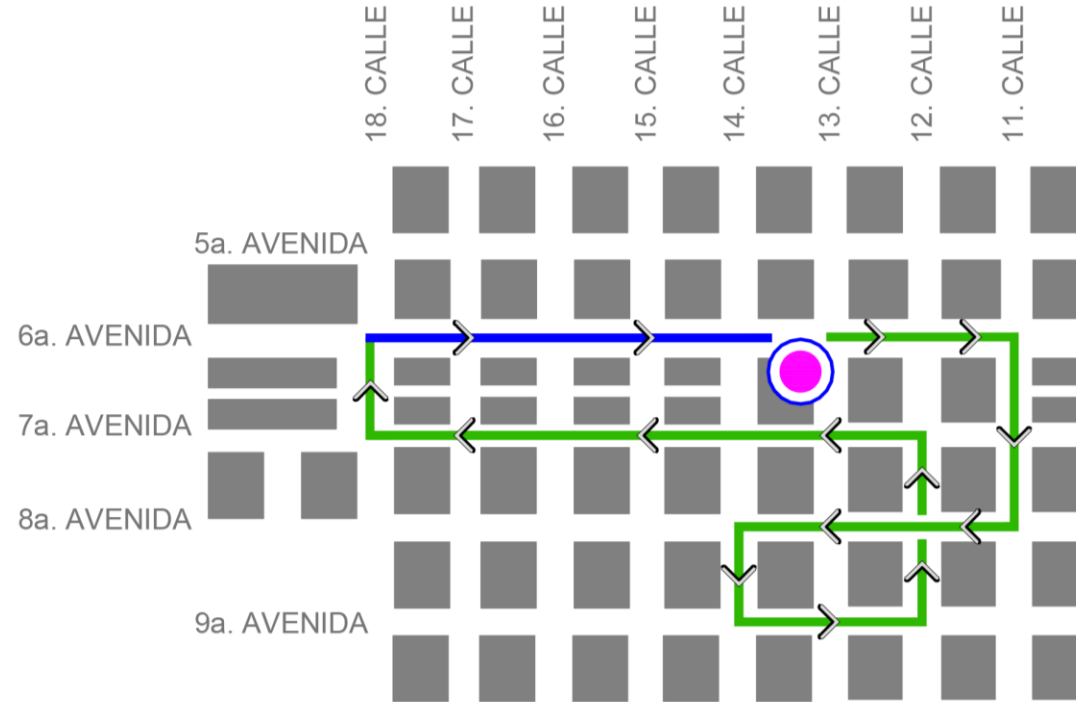 18. CALLE
17. CALLE
16. CALLE
15. CALLE
14. CALLE
13. CALLE
12. CALLE
11. CALLE
5a. AVENIDA
6a. AVENIDA
7a. AVENIDA
8a. AVENIDA
9a. AVENIDA